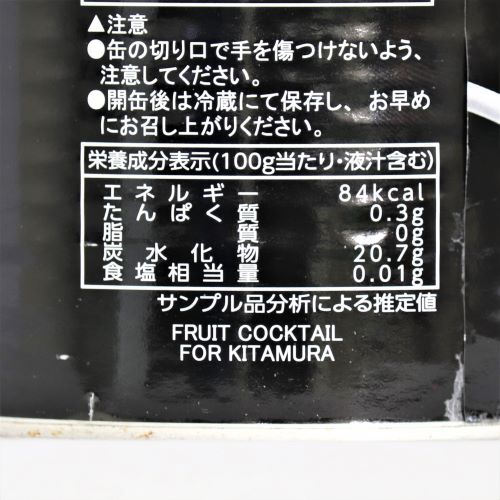 ▲注意
●缶の切り口で手を傷つけないよう、
注意してください。
●開缶後は冷蔵にて保存し、お早め
にお召し上がりください。
栄養成分表示(100g当たり・液汁含む)
エネルギー 84kcal
たんぱく質 0.3g
脂質 0g
炭水化物 20.7g
食塩相当量 0.01g
サンプル品分析による推定値
FRUIT COCKTAIL
FOR KITAMURA